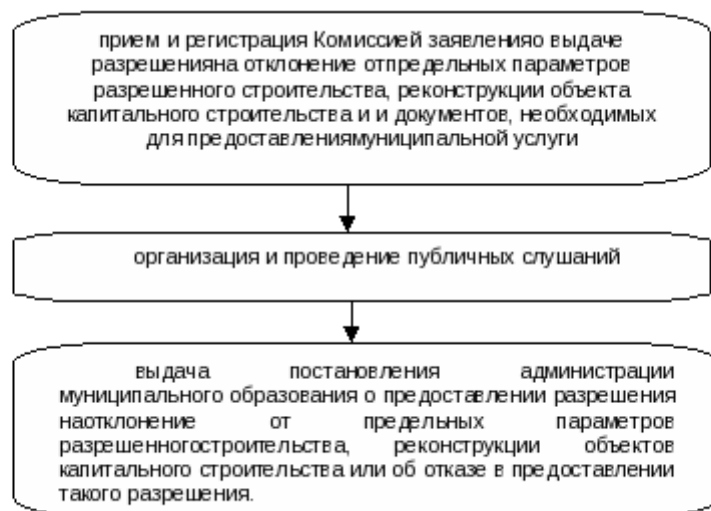 прием и регистрация Комиссией заявленияо выдаче
разрешенияна отклонение отпредельных параметров
разрешенного строительства, реконструкции объекта
капитального строительства и и документов, необходимых
для предоставлениямуниципальной услуги
организация и проведение публичных слушаний
выдача постановления администрации
муниципального образования о предоставлении разрешения
наотклонение от предельных параметров
разрешенногостроительства, реконструкции объектов
капитального строительства или об отказе в предоставлении
такого разрешения.